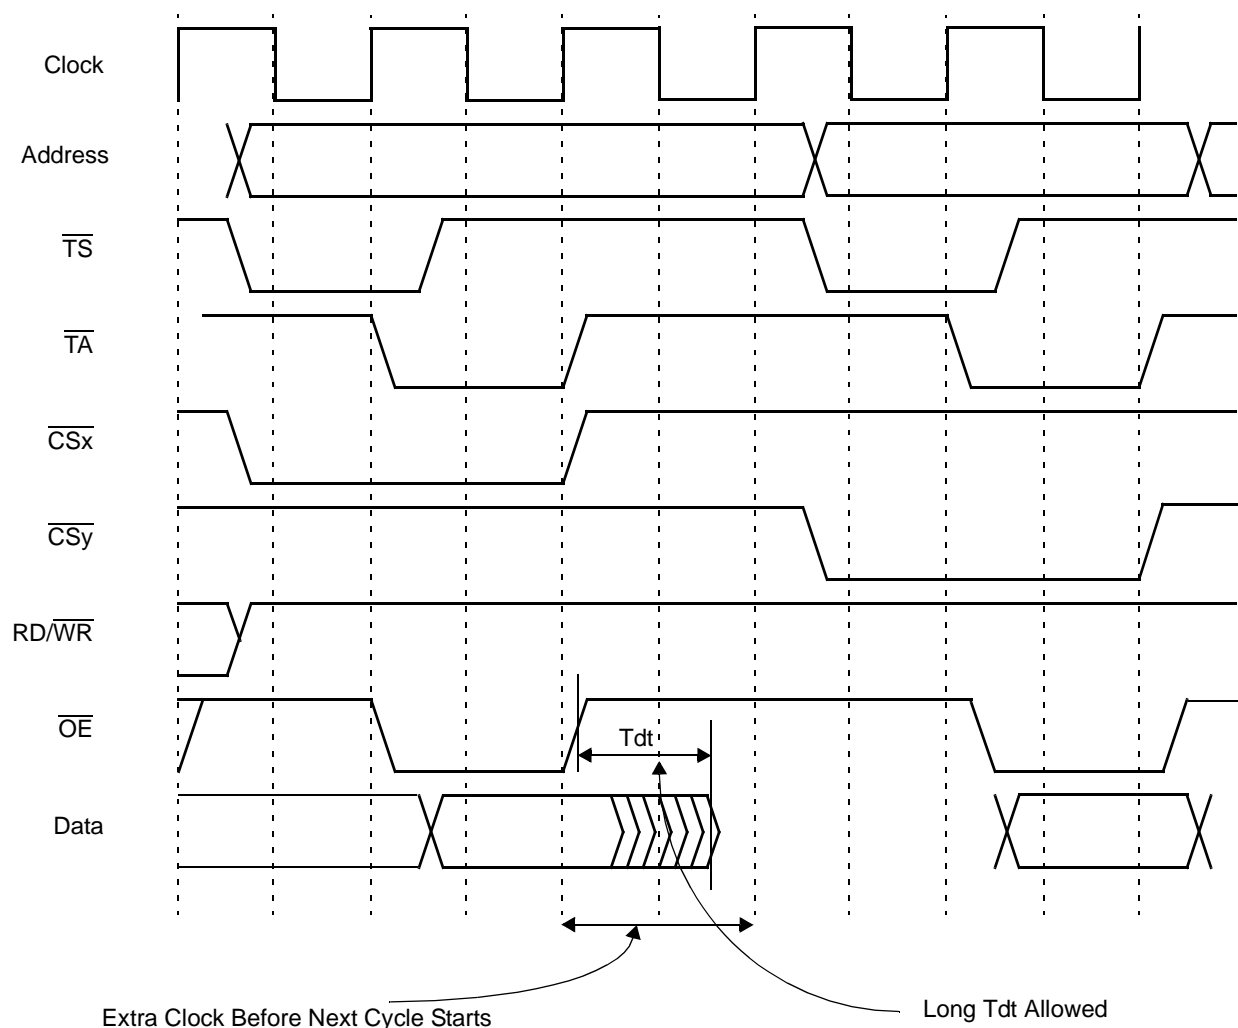 Clock
Address
TS
TA
CSx
CSy
RD/WR
OE
Tdt
Data
Long Tdt Allowed
Extra Clock Before Next Cycle Starts